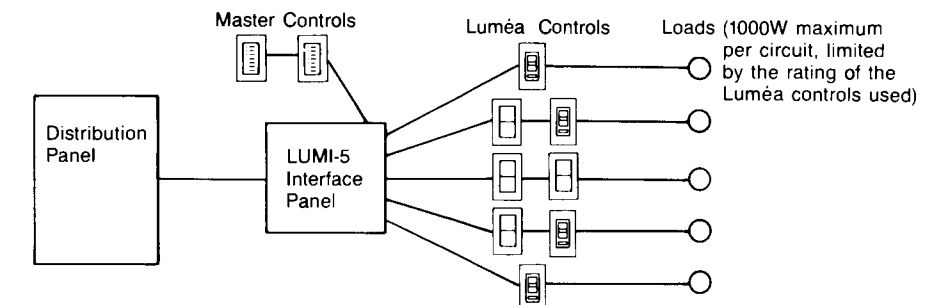 Master Controls
Luméa Controls
Loads (1000W maximum
per circuit, limited
by the rating of the
Luméa controls used)
Distribution
Panel
LUMI-5
Interface
Panel